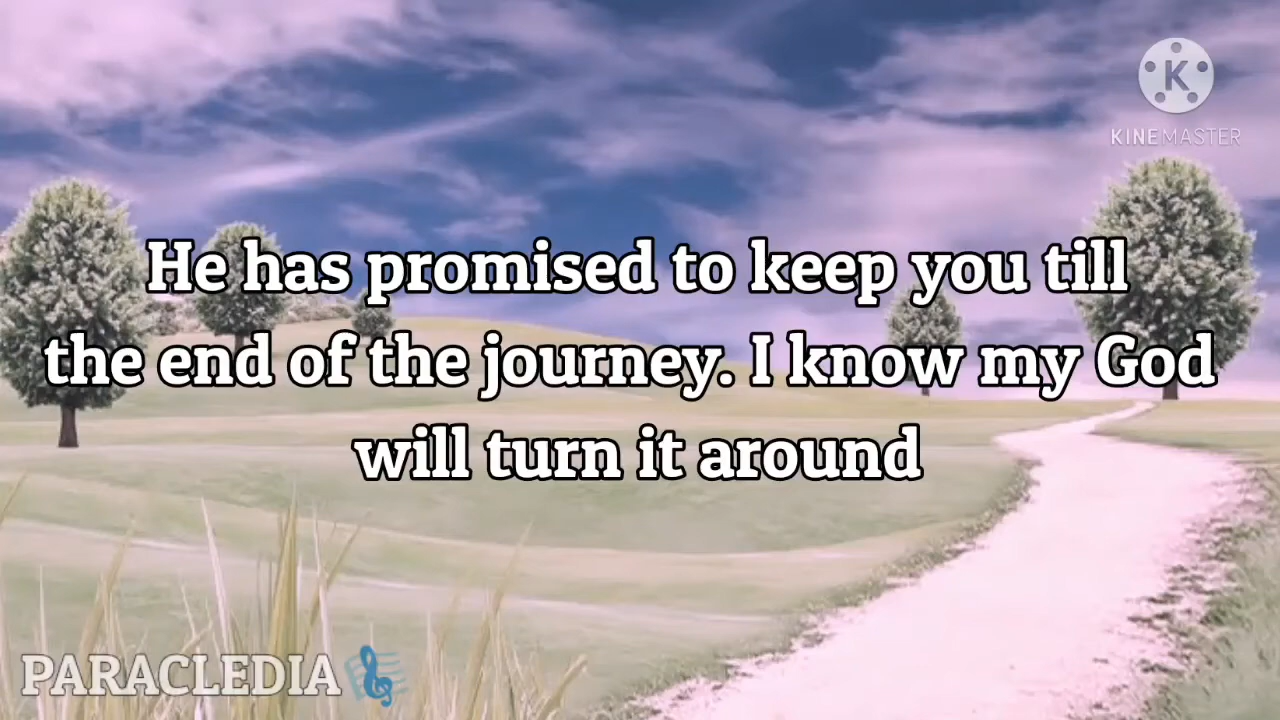 KINEMASTER
He has promised to keep you till
the end of the journey. I know my God
will turn it around
PARACLEDIA